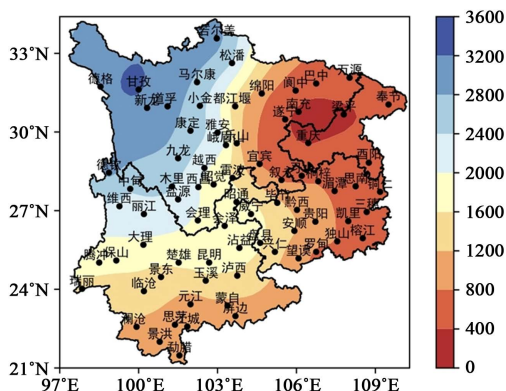 若尔盖
松潘
德格
甘孜
马尔康
新龙
道孚
小金
都江堰
绵阳
阆中
巴中
万源
奉节
康定
雅安
峨眉
乐山
遂宁
南充
梁平
重庆
九龙
越西
宜宾
木里
昭觉
雷波
叙永
酉阳
德钦
中甸
盐源
西昌
昭通
桐梓
湄潭
思南
铜仁
维西
丽江
会理
会泽
威宁
毕节
黔西
贵阳
凯里
三穗
大理
沾益
盘县
安顺
兴仁
望谟
罗甸
独山
榕江
腾冲
保山
楚雄
昆明
瑞丽
景东
玉溪
泸西
临沧
元江
蒙自
屏边
澜沧
思茅
江城
景洪
勐腊
33°N
30°N
27°N
24°N
21°N
97°E
100°E
103°E
106°E
109°E
3600
3200
2800
2400
2000
1600
1200
800
400
0